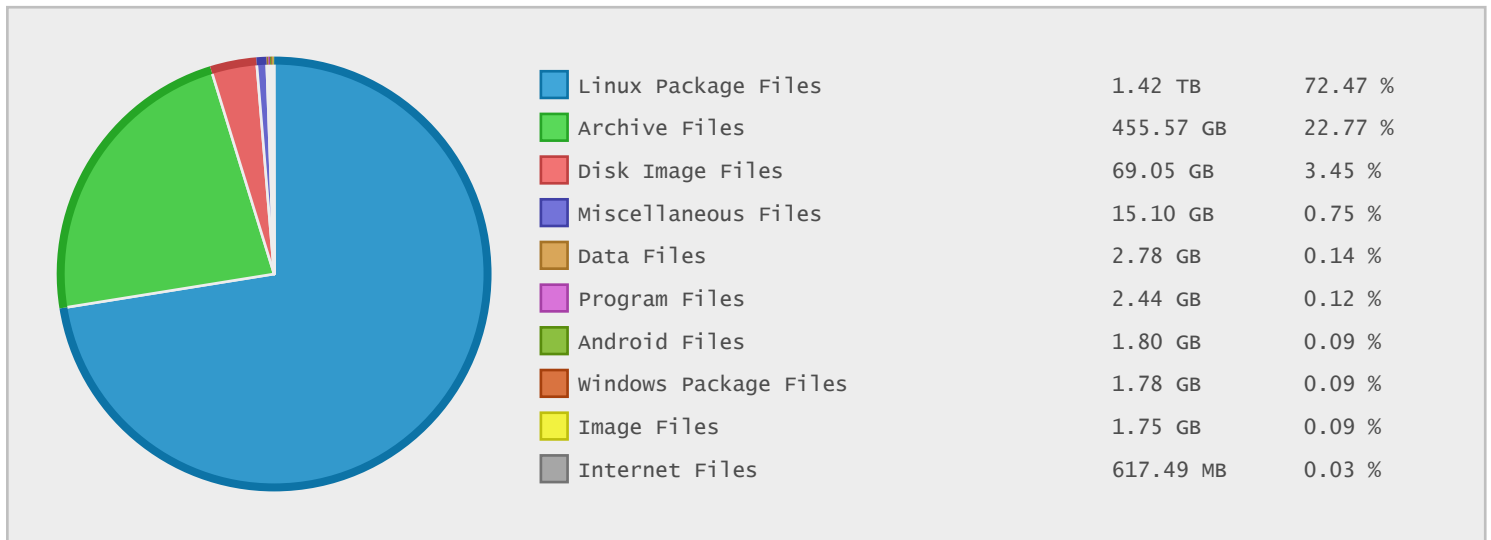 Linux Package Files 1.42 TB 72.47 %
Archive Files 455.57 GB 22.77 %
Disk Image Files 69.05 GB 3.45 %
Miscellaneous Files 15.10 GB 0.75 %
Data Files 2.78 GB 0.14 %
Program Files 2.44 GB 0.12 %
Android Files 1.80 GB 0.09 %
Windows Package Files 1.78 GB 0.09 %
Image Files 1.75 GB 0.09 %
Internet Files 617.49 MB 0.03 %